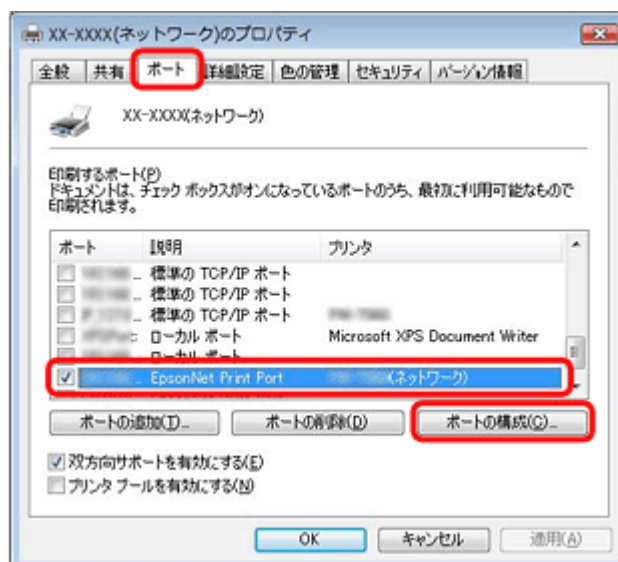 XX-XXXX(ネットワーク)のプロパティ
全般 共有 ポート 詳細設定 色の管理 セキュリティ バージョン情報
XX-XXXX(ネットワーク)
印刷するポート(P)
ドキュメントは、チェック ボックスがオンになっているポートのうち、最初に利用可能なもので
印刷されます。
ポート 説明 プリンタ
標準の TCP/IP ポート
標準の TCP/IP ポート
標準の TCP/IP ポート
ローカル ポート Microsoft XPS Document Writer
ローカル ポート
EpsonNet Print Port (ネットワーク)
ポートの追加(T)... ポートの削除(D) ポートの構成(C)...
双方向サポートを有効にする(E)
プリンタ プールを有効にする(N)
OK キャンセル 適用(A)